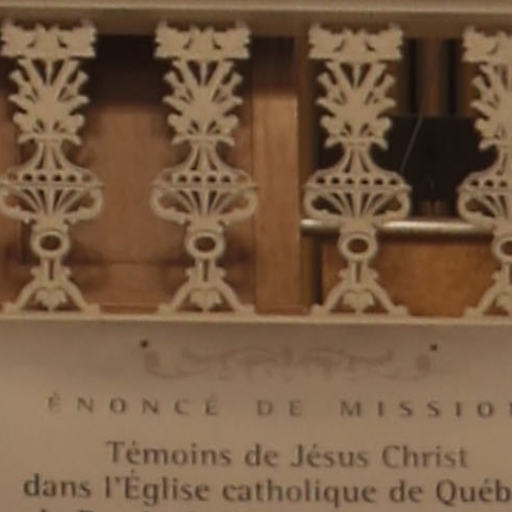 ÉNONCÉ DE MISSIO
Témoins de Jésus Christ
dans l'Église catholique de Québ